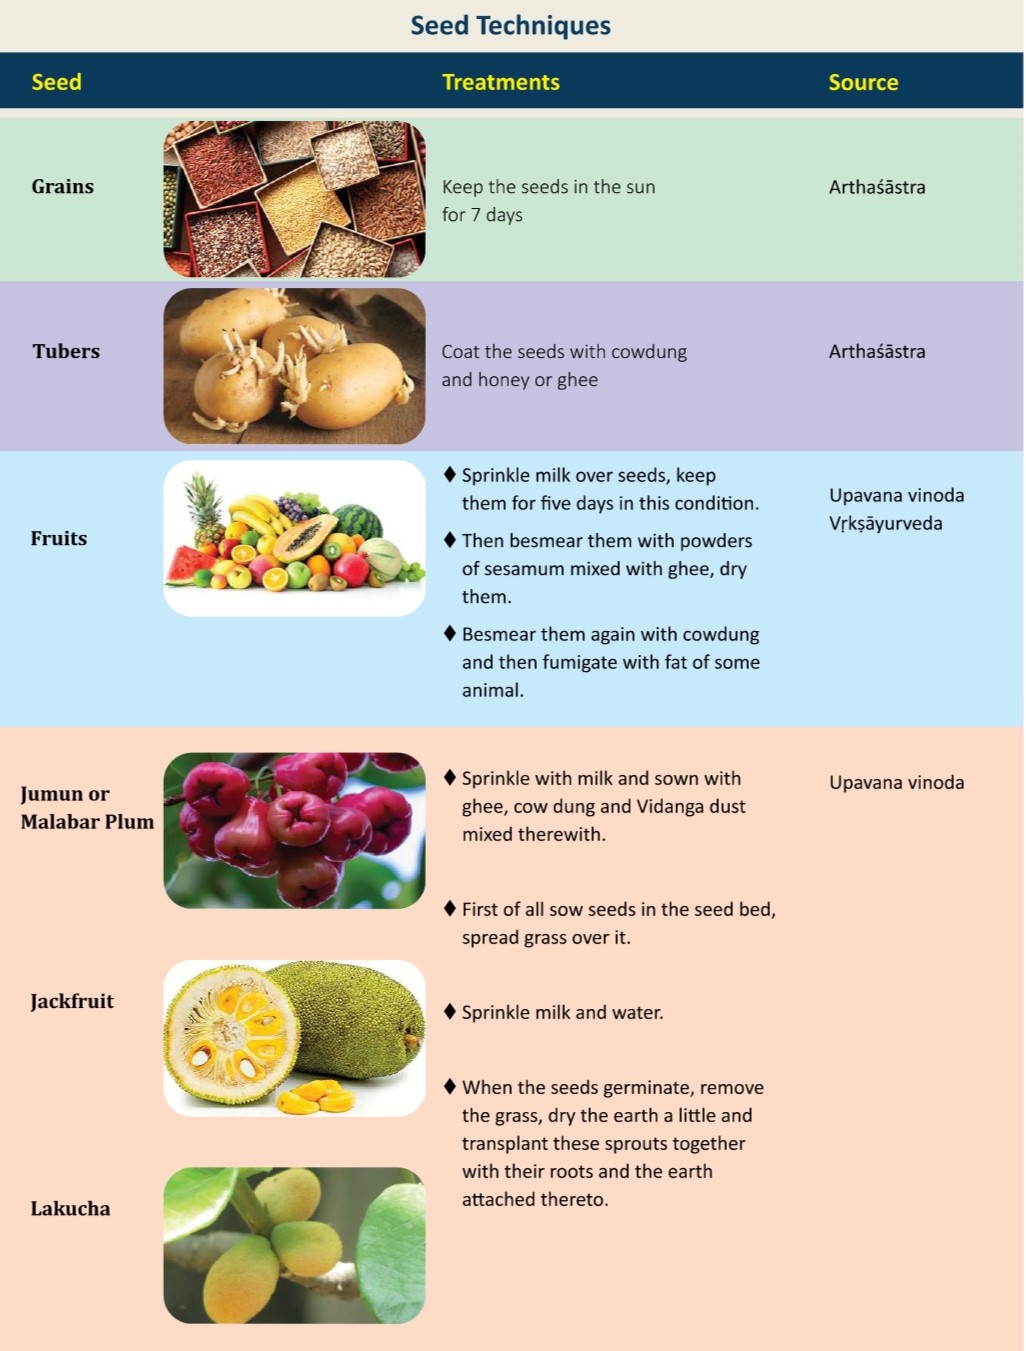 Seed Techniques
Seed Treatments Source
Grains
Keep the seeds in the sun
for 7 days
Arthaśāstra
Tubers
Coat the seeds with cowdung
and honey or ghee
Arthaśāstra
Fruits
♦ Sprinkle milk over seeds, keep
them for five days in this condition.
♦ Then besmear them with powders
of sesamum mixed with ghee, dry
them.
♦ Besmear them again with cowdung
and then fumigate with fat of some
animal.
Upavana vinoda
Vṛkṣāyurveda
Jumun or
Malabar Plum
♦ Sprinkle with milk and sown with
ghee, cow dung and Vidanga dust
mixed therewith.
Upavana vinoda
♦ First of all sow seeds in the seed bed,
spread grass over it.
Jackfruit
♦ Sprinkle milk and water.
♦ When the seeds germinate, remove
the grass, dry the earth a little and
transplant these sprouts together
with their roots and the earth
attached thereto.
Lakucha